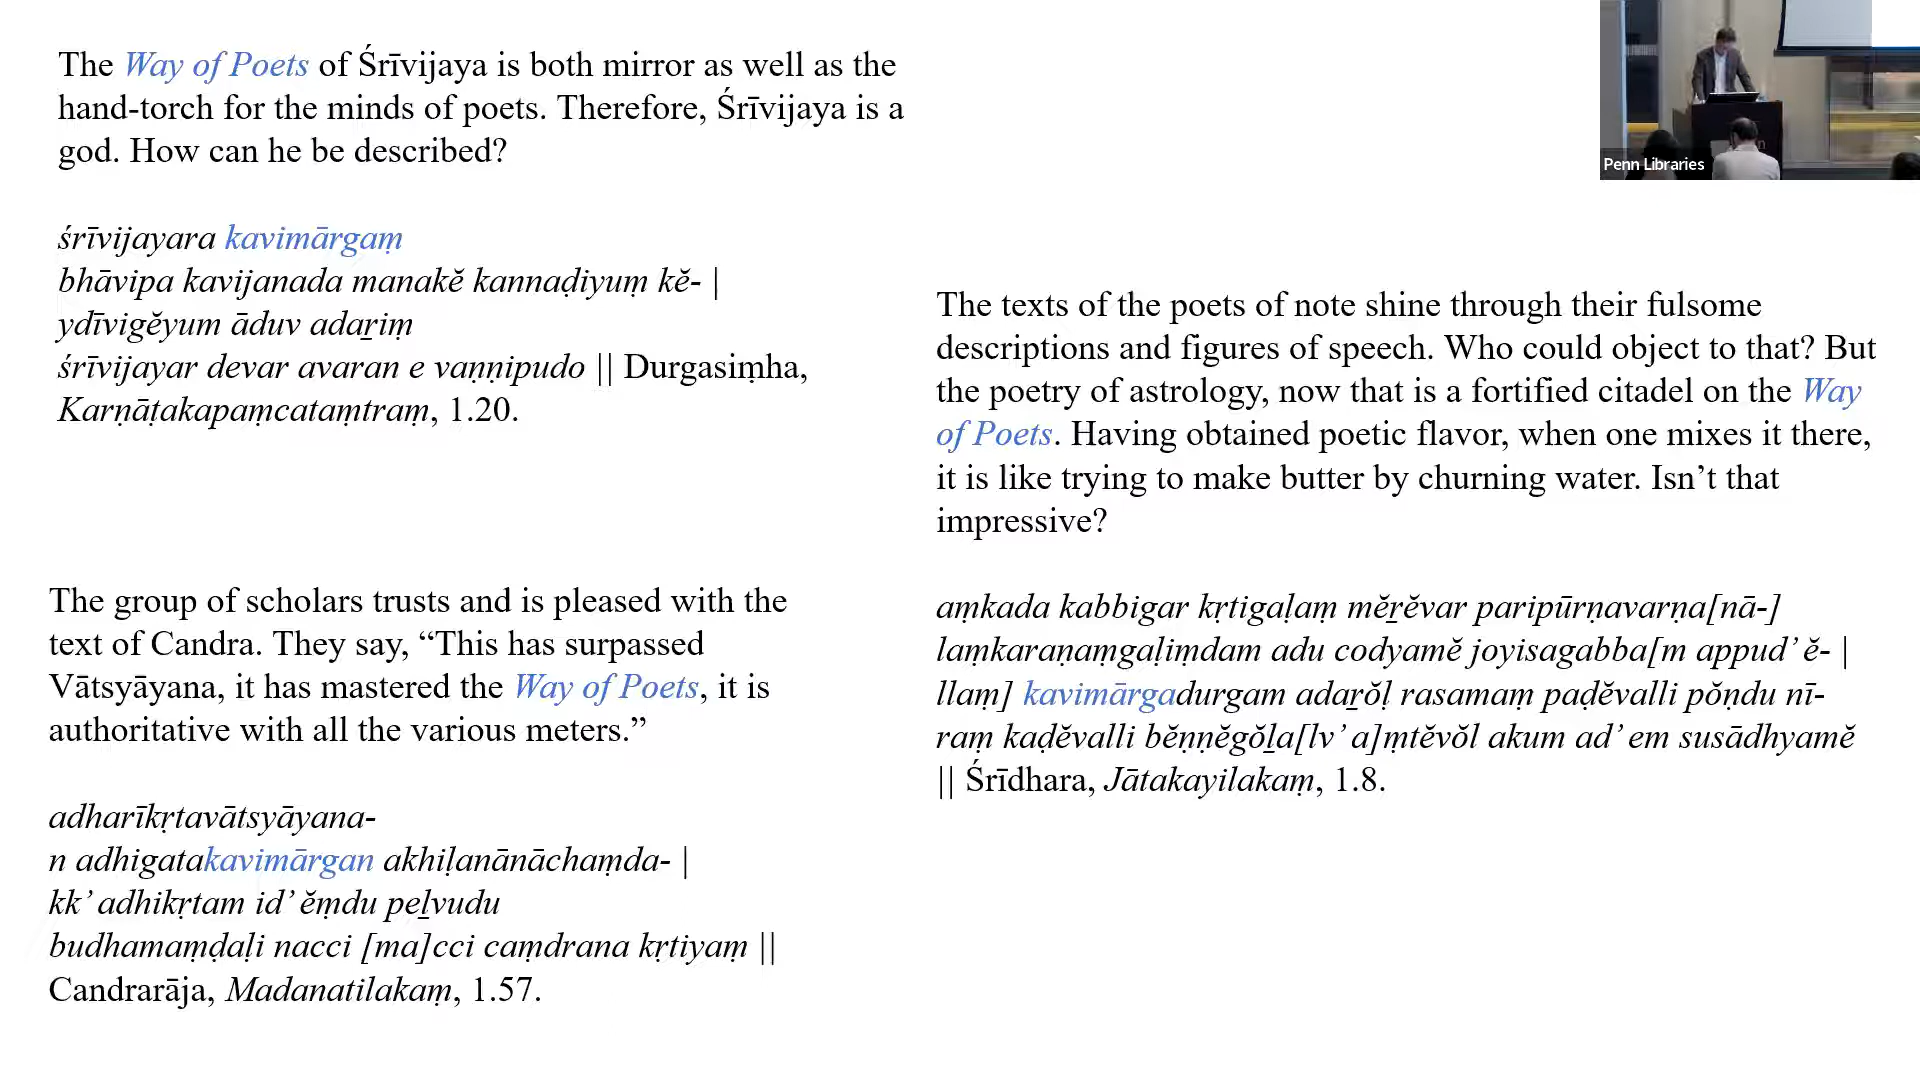 The Way of Poets of Śrīvijaya is both mirror as well as the
hand-torch for the minds of poets. Therefore, Śrīvijaya is a
god. How can he be described?
śrīvijayara kavimārgaṃ
bhāvipa kavijanada manakĕ kannaḍiyuṃ kĕ- |
ydīvigĕyum āduv adaṟiṃ
śrīvijayar devar avaran e vaṇṇipudo || Durgasiṃha,
Karṇāṭakapaṃcataṃtraṃ, 1.20.
The group of scholars trusts and is pleased with the
text of Candra. They say, “This has surpassed
Vātsyāyana, it has mastered the Way of Poets, it is
authoritative with all the various meters.”
adharīkṛtavātsyāyana-
n adhigatakavimārgan akhiḷanānāchaṃda- |
kk’ adhikṛtam id’ ĕṃdu peḻvudu
budhamaṃḍaḷi nacci [ma]cci caṃdrana kṛtiyaṃ ||
Candrarāja, Madanatilakaṃ, 1.57.
The texts of the poets of note shine through their fulsome
descriptions and figures of speech. Who could object to that? But
the poetry of astrology, now that is a fortified citadel on the Way
of Poets. Having obtained poetic flavor, when one mixes it there,
it is like trying to make butter by churning water. Isn’t that
impressive?
aṃkada kabbigar kṛtigaḷaṃ mĕṟĕvar paripūrṇavarṇa[nā-]
laṃkaraṇaṃgaḷiṃdam adu codyamĕ joyisagabba[m appud’ ĕ- |
llaṃ] kavimārgadurgam adaṟŏḷ rasamaṃ paḍĕvalli pŏṇdu nī-
raṃ kaḍĕvalli bĕṇṇĕgŏḻa[lv’ a]ṃtĕvŏl akum ad’ em susādhyamĕ
|| Śrīdhara, Jātakayilakaṃ, 1.8.
Penn Libraries